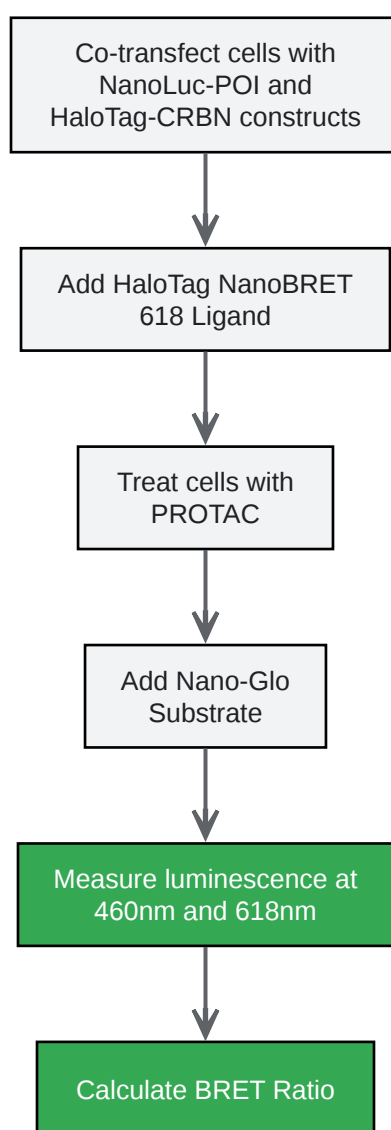 Co-transfect cells with
NanoLuc-POI and
HaloTag-CRBN constructs
Add HaloTag NanoBRET
618 Ligand
Treat cells with
PROTAC
Add Nano-Glo
Substrate
Measure luminescence at
460nm and 618nm
Calculate BRET Ratio